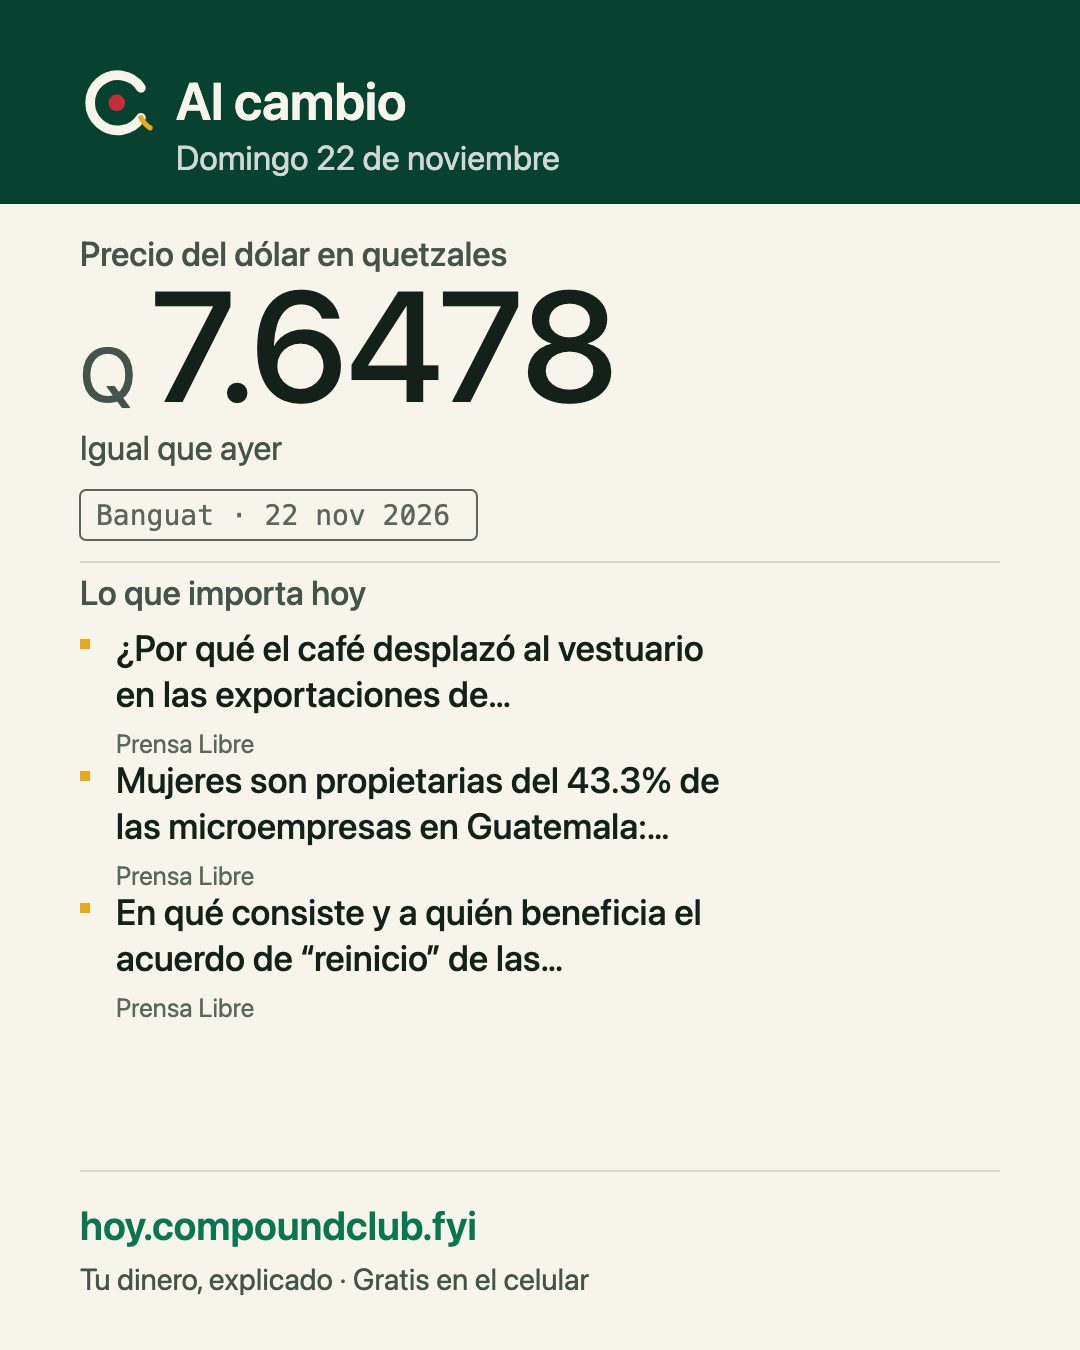 Al cambio
Domingo 22 de noviembre
Precio del dólar en quetzales
Q 7.6478
Igual que ayer
Banguat · 22 nov 2026
Lo que importa hoy
¿Por qué el café desplazó al vestuario
en las exportaciones de...
Prensa Libre
Mujeres son propietarias del 43.3% de
las microempresas en Guatemala:...
Prensa Libre
En qué consiste y a quién beneficia el
acuerdo de “reinicio” de las...
Prensa Libre
hoy.compoundclub.fyi
Tu dinero, explicado · Gratis en el celular